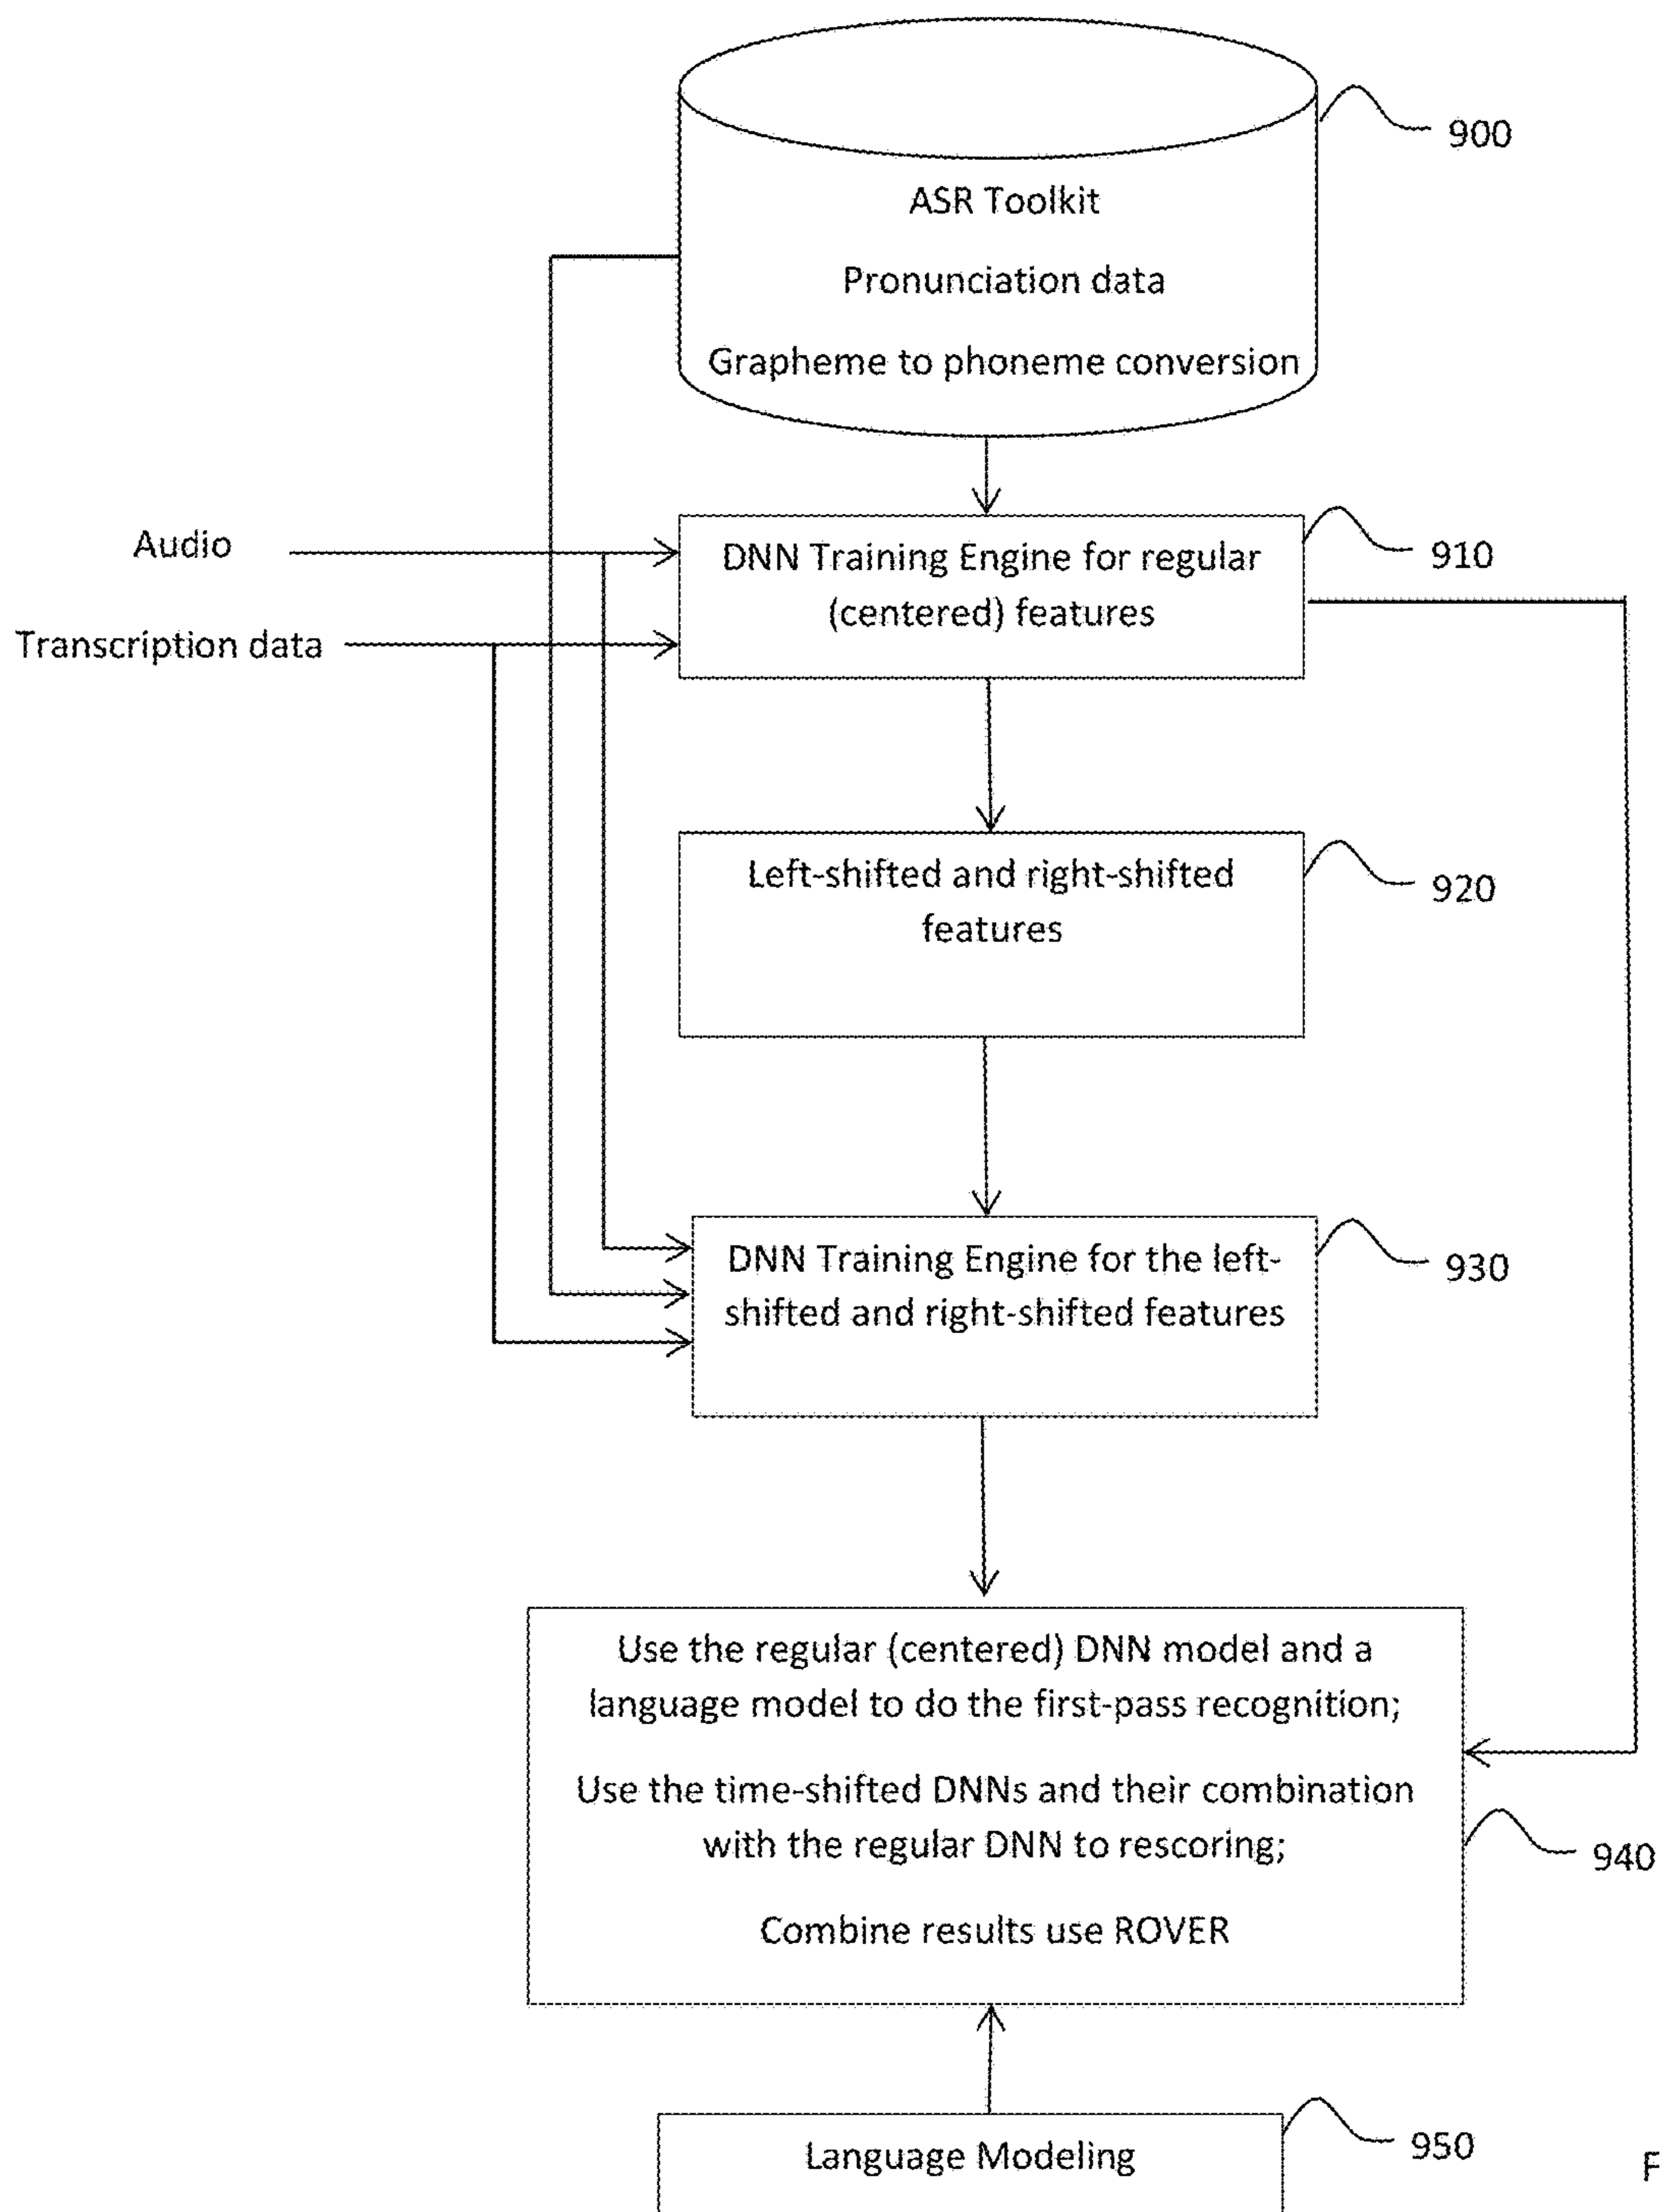 900
ASR Toolkit
Pronunciation data
Grapheme to phoneme conversion
Audio
Transcription data
DNN Training Engine for regular
(centered) features
910
Left-shifted and right-shifted
features
920
DNN Training Engine for the left-
shifted and right-shifted features
930
Use the regular (centered) DNN model and a
language model to do the first-pass recognition;
Use the time-shifted DNNs and their combination
with the regular DNN to rescoring;
Combine results use ROVER
940
Language Modeling
950
F